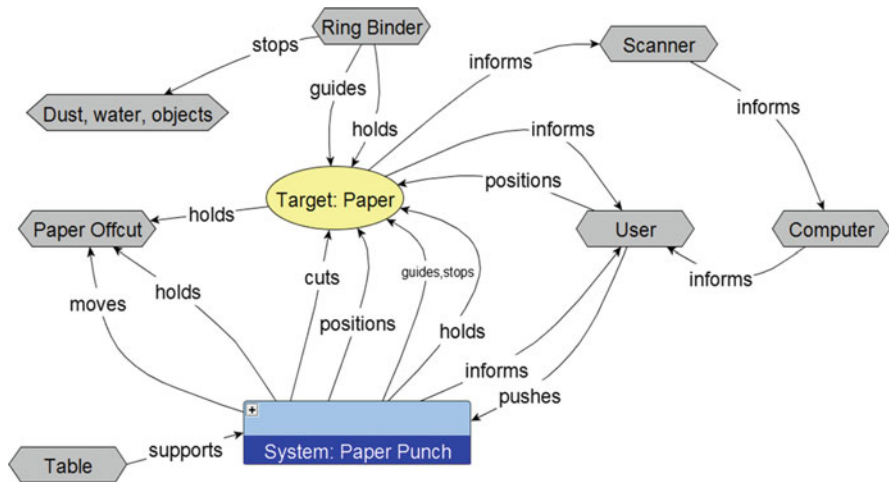 Ring Binder
stops
Scanner
informs
guides
Dust, water, objects
informs
holds
informs
positions
Target: Paper
holds
Paper Offcut
User
Computer
cuts
guides,stops
informs
holds
moves
positions
holds
informs
pushes
supports
System: Paper Punch
Table